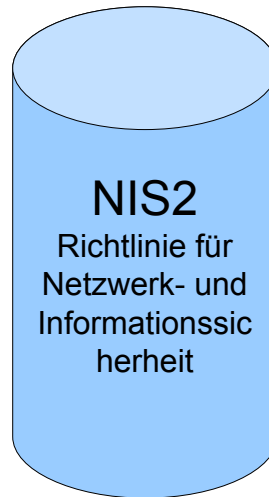 NIS2
Richtlinie für
Netzwerk- und
Informationssic
herheit